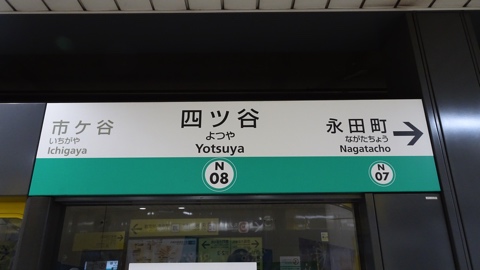 市ケ谷
いちがや
Ichigaya
四ツ谷
よつや
Yotsuya
N
08
永田町
ながたちょう
Nagatacho
N
07